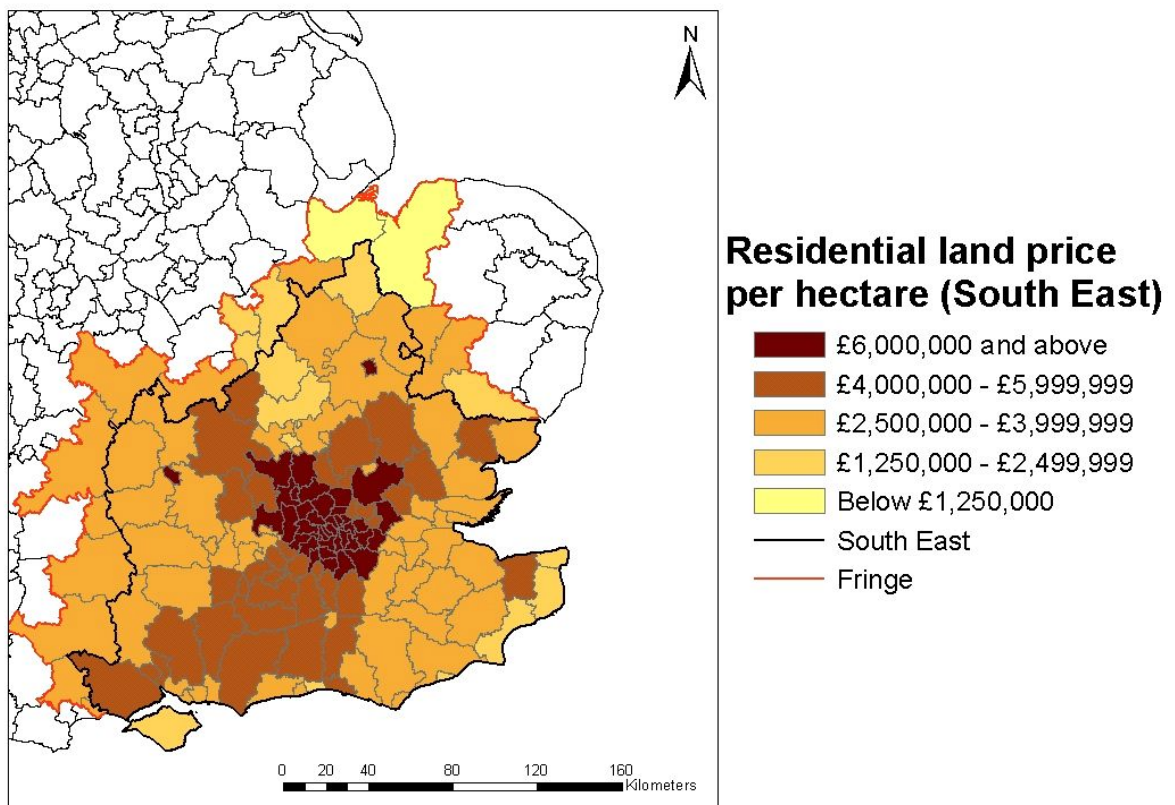 N
Residential land price
per hectare (South East)
£6,000,000 and above
£4,000,000 - £5,999,999
£2,500,000 - £3,999,999
£1,250,000 - £2,499,999
Below £1,250,000
South East
Fringe
0 20 40 80 120 160
Kilometers